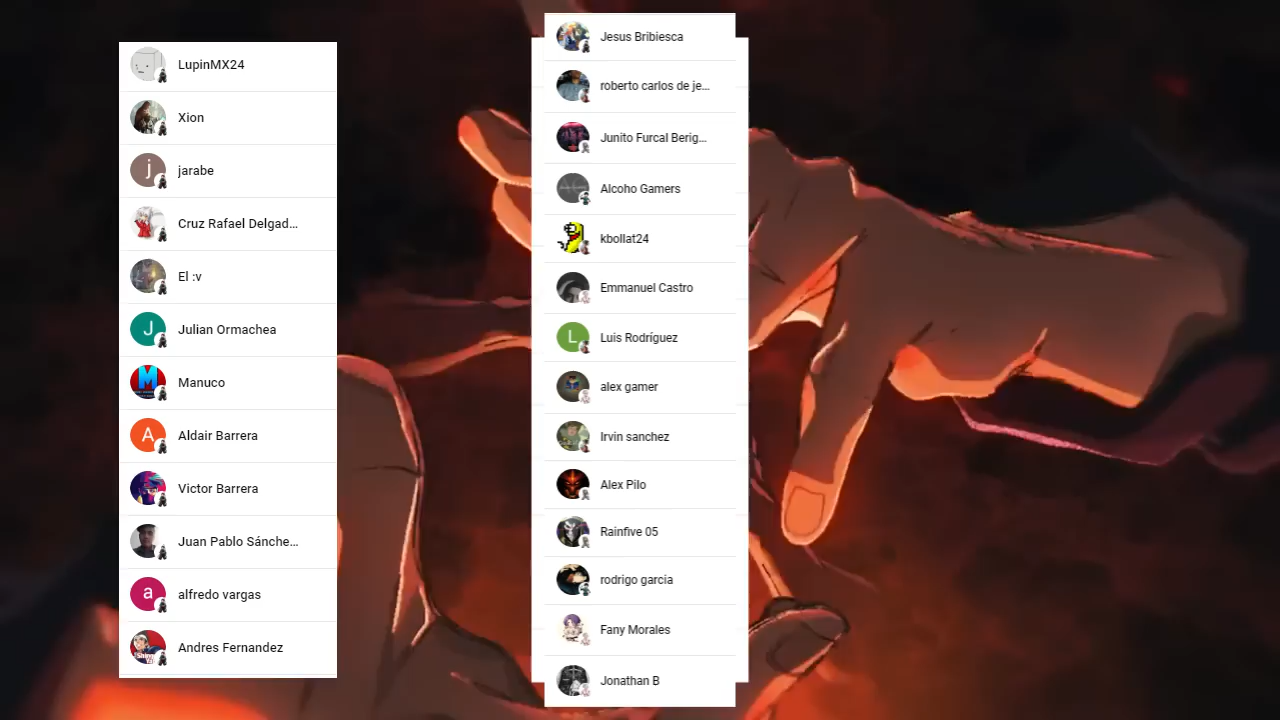 LupinMX24
Xion
j
jarabe
Cruz Rafael Delgad...
El :v
J
Julian Ormachea
M
Manuco
A
Aldair Barrera
Victor Barrera
Juan Pablo Sánche...
a
alfredo vargas
Andres Fernandez
Jesus Bribiesca
roberto carlos de je...
Junito Furcal Berig...
Alcoho Gamers
kbollat24
Emmanuel Castro
L
Luis Rodríguez
alex gamer
Irvin sanchez
Alex Pilo
Rainfive 05
rodrigo garcia
Fany Morales
Jonathan B